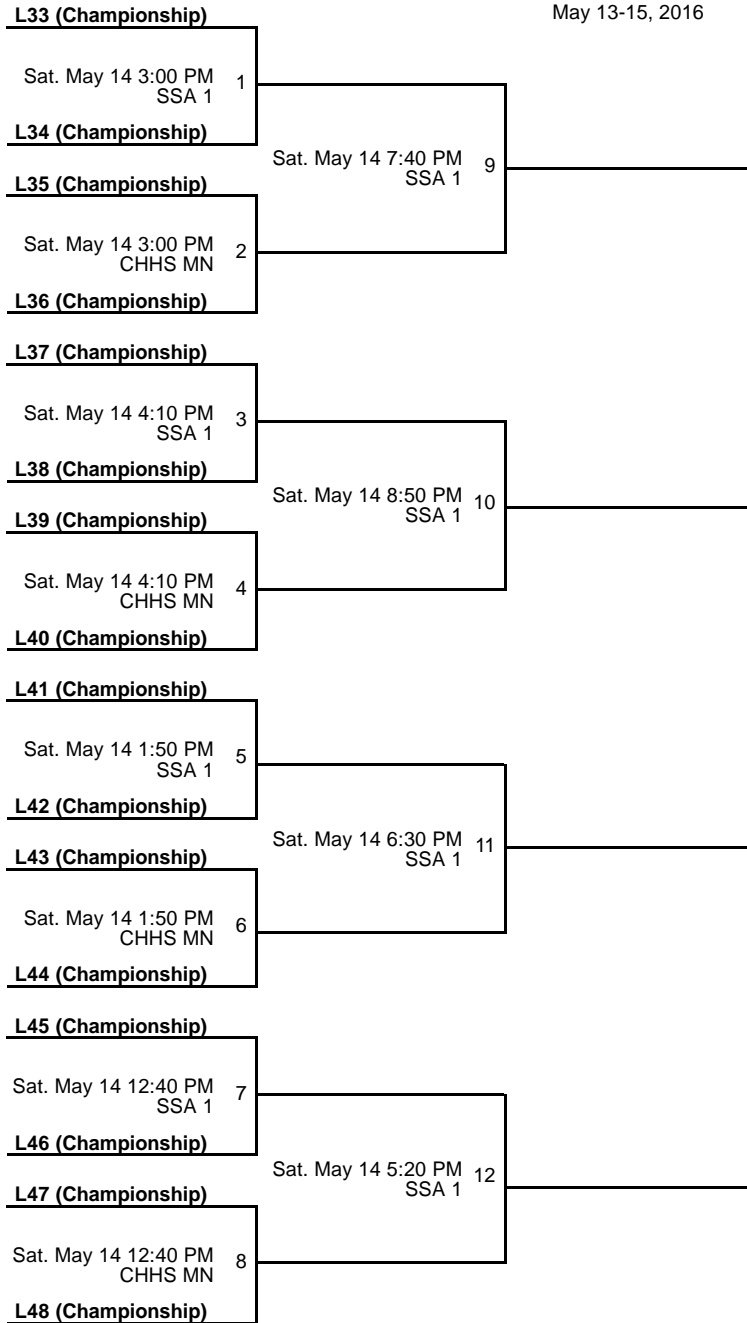 L33 (Championship)
May 13-15, 2016
Sat. May 14 3:00 PM 1
SSA 1
L34 (Championship)
Sat. May 14 7:40 PM 9
SSA 1
L35 (Championship)
Sat. May 14 3:00 PM 2
CHHS MN
L36 (Championship)
L37 (Championship)
Sat. May 14 4:10 PM 3
SSA 1
L38 (Championship)
Sat. May 14 8:50 PM 10
SSA 1
L39 (Championship)
Sat. May 14 4:10 PM 4
CHHS MN
L40 (Championship)
L41 (Championship)
Sat. May 14 1:50 PM 5
SSA 1
L42 (Championship)
Sat. May 14 6:30 PM 11
SSA 1
L43 (Championship)
Sat. May 14 1:50 PM 6
CHHS MN
L44 (Championship)
L45 (Championship)
Sat. May 14 12:40 PM 7
SSA 1
L46 (Championship)
Sat. May 14 5:20 PM 12
SSA 1
L47 (Championship)
Sat. May 14 12:40 PM 8
CHHS MN
L48 (Championship)